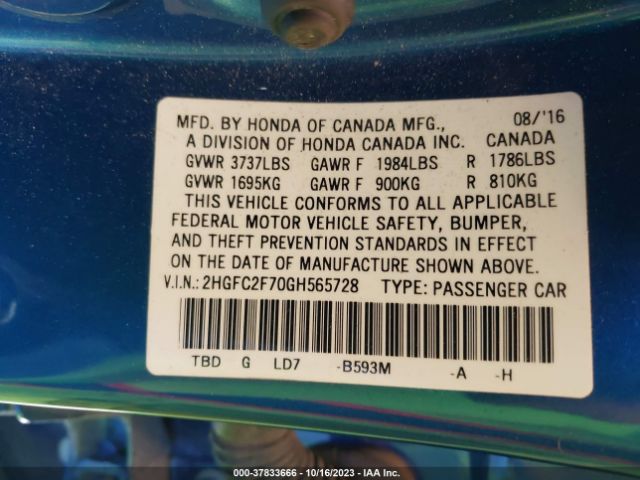 MFD. BY HONDA OF CANADA MFG., 08/'16
A DIVISION OF HONDA CANADA INC. CANADA
GVWR 3737LBS GAWR F 1984LBS R 1786LBS
GVWR 1695KG GAWR F 900KG R 810KG
THIS VEHICLE CONFORMS TO ALL APPLICABLE
FEDERAL MOTOR VEHICLE SAFETY, BUMPER,
AND THEFT PREVENTION STANDARDS IN EFFECT
ON THE DATE OF MANUFACTURE SHOWN ABOVE.
V.I.N.: 2HGFC2F70GH565728 TYPE: PASSENGER CAR
TBD G LD7 -B593M -A -H
000-37833666 - 10/16/2023 - IAA Inc.